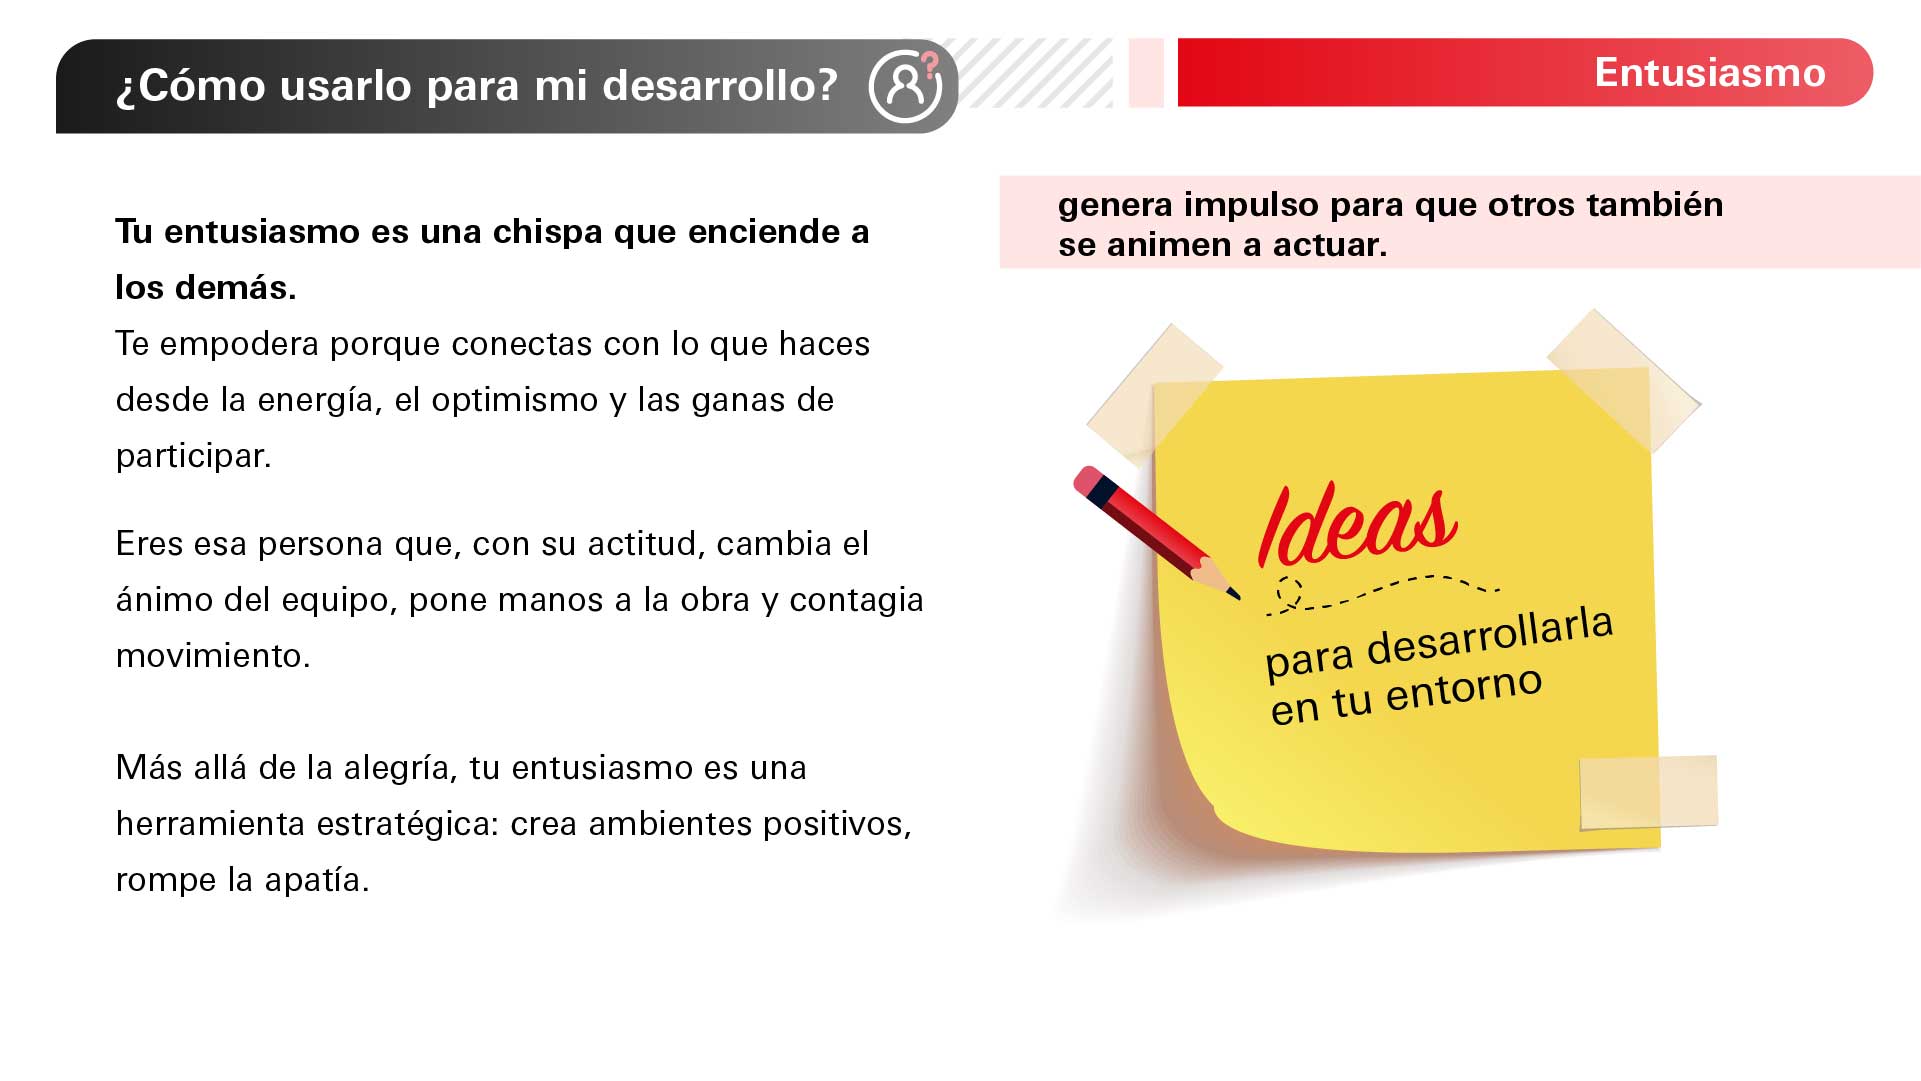 ¿Cómo usarlo para mi desarrollo?
Entusiasmo
Tu entusiasmo es una chispa que enciende a
los demás.
Te empodera porque conectas con lo que haces
desde la energía, el optimismo y las ganas de
participar.
Eres esa persona que, con su actitud, cambia el
ánimo del equipo, pone manos a la obra y contagia
movimiento.
Más allá de la alegría, tu entusiasmo es una
herramienta estratégica: crea ambientes positivos,
rompe la apatía.
genera impulso para que otros también
se animen a actuar.
Ideas
para desarrollarla
en tu entorno